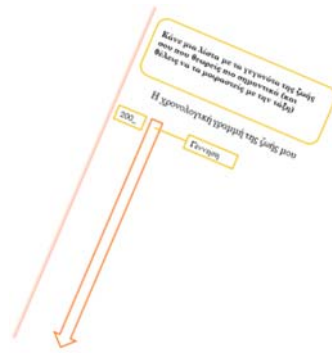 Κάνε μια λίστα με τα γεγονότα της ζωής
σου που θεωρείς πιο σημαντικά (και
θέλεις να τα μοιραστείς με την τάξη)
Η χρονολογική γραμμή της ζωής μου
200_
Γέννηση